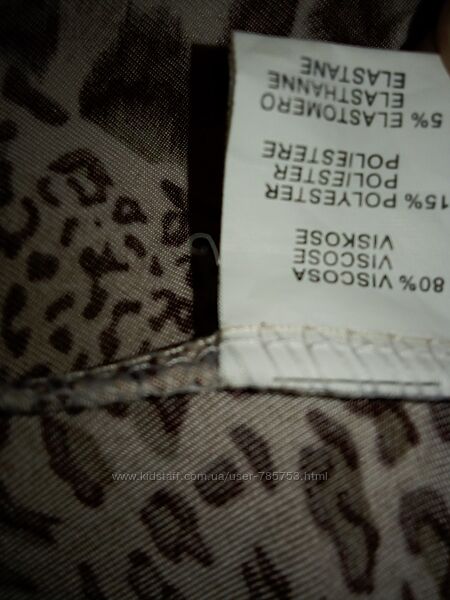 80% VISCOSA
VISCOSE
VISKOSE
15% POLYESTER
POLIESTER
POLIESTERE
5% ELASTOMERO
ELASTHANNE
ELASTANE
www.kidstaff.com.ua/user-785753.html